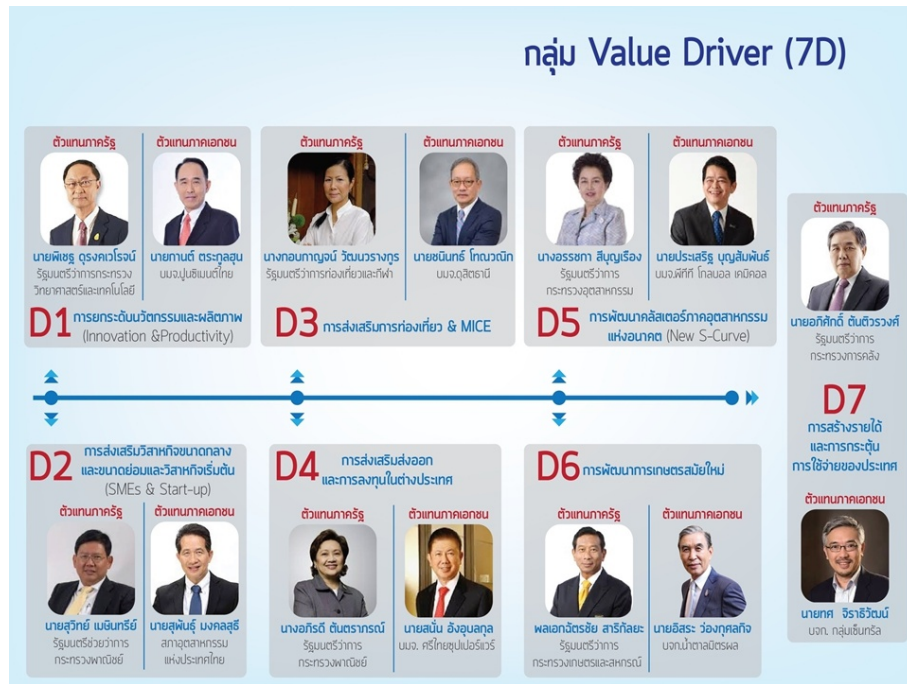 กลุ่ม Value Driver (7D)
ตัวแทนภาครัฐ
นายพิเชฐ ดุรงคเวโรจน์
รัฐมนตรีว่าการกระทรวง
วิทยาศาสตร์และเทคโนโลยี
ตัวแทนภาคเอกชน
นายกานต์ ตระกูลฮุน
บมจ.ปูนซิเมนต์ไทย
D1 การยกระดับนวัตกรรมและผลิตภาพ
(Innovation &Productivity)
D2 การส่งเสริมวิสาหกิจขนาดกลาง
และขนาดย่อมและวิสาหกิจเริ่มต้น
(SMEs & Start-up)
ตัวแทนภาครัฐ
นายสุวิทย์ เมษินทรีย์
รัฐมนตรีช่วยว่าการ
กระทรวงพาณิชย์
ตัวแทนภาคเอกชน
นายสุพันธุ์ มงคลสุธี
สภาอุตสาหกรรม
แห่งประเทศไทย
ตัวแทนภาครัฐ
นางกอบกาญจน์ วัฒนวรางกูร
รัฐมนตรีว่าการท่องเที่ยวและกีฬา
ตัวแทนภาคเอกชน
นายชนินทธ์ โทณวณิก
บมจ.ดุสิตธานี
D3 การส่งเสริมการท่องเที่ยว & MICE
D4 การส่งเสริมส่งออก
และการลงทุนในต่างประเทศ
ตัวแทนภาครัฐ
นางอภิรดี ตันตราภรณ์
รัฐมนตรีว่าการ
กระทรวงพาณิชย์
ตัวแทนภาคเอกชน
นายสนั่น อังอุบลกุล
บมจ. ศรีไทยซุปเปอร์แวร์
ตัวแทนภาครัฐ
นางอรรชกา สีบุญเรือง
รัฐมนตรีว่าการ
กระทรวงอุตสาหกรรม
ตัวแทนภาคเอกชน
นายประเสริฐ บุญสัมพันธ์
บมจ.พีทีที โกลบอล เคมิคอล
D5 การพัฒนาคลัสเตอร์ภาคอุตสาหกรรม
แห่งอนาคต (New S-Curve)
D6 การพัฒนาการเกษตรสมัยใหม่
ตัวแทนภาครัฐ
พลเอกฉัตรชัย สาริกัลยะ
รัฐมนตรีว่าการ
กระทรวงเกษตรและสหกรณ์
ตัวแทนภาคเอกชน
นายอิสระ ว่องกุศลกิจ
บจก.น้ำตาลมิตรผล
ตัวแทนภาครัฐ
นายอภิศักดิ์ ตันติวรวงศ์
รัฐมนตรีว่าการ
กระทรวงการคลัง
D7
การสร้างรายได้
และการกระตุ้น
การใช้จ่ายของประเทศ
ตัวแทนภาคเอกชน
นายทศ จิราธิวัฒน์
บจก. กลุ่มเซ็นทรัล